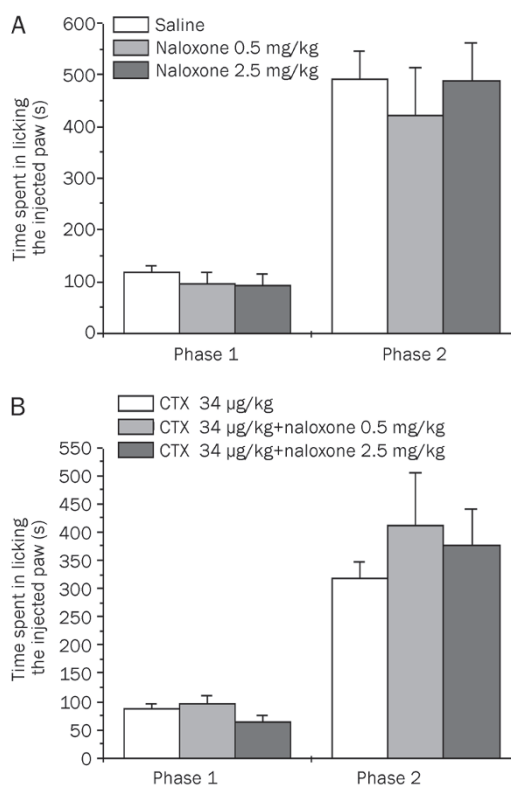 A
Saline
Naloxone 0.5 mg/kg
Naloxone 2.5 mg/kg
Time spent in licking
the injected paw (s)
600
500
400
300
200
100
0
Phase 1
Phase 2
B
CTX 34 µg/kg
CTX 34 µg/kg+naloxone 0.5 mg/kg
CTX 34 µg/kg+naloxone 2.5 mg/kg
Time spent in licking
the injected paw (s)
550
500
450
400
350
300
250
200
150
100
50
0
Phase 1
Phase 2